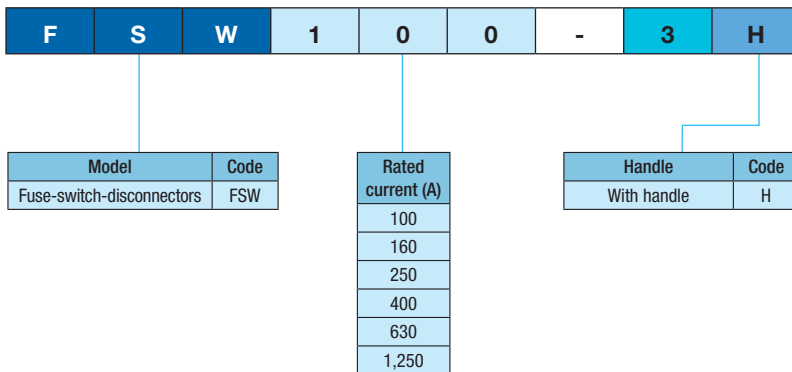 F S W 1 0 0 - 3 H
Model Code
Fuse-switch-disconnectors FSW
Rated
current (A)
100
160
250
400
630
1,250
Handle Code
With handle H